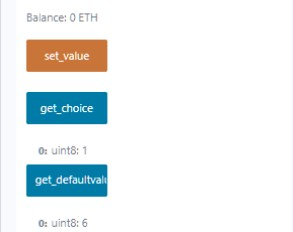 Balance: 0 ETH
set_value
get_choice
0: uint8: 1
get_defaultvalu
0: uint8: 6